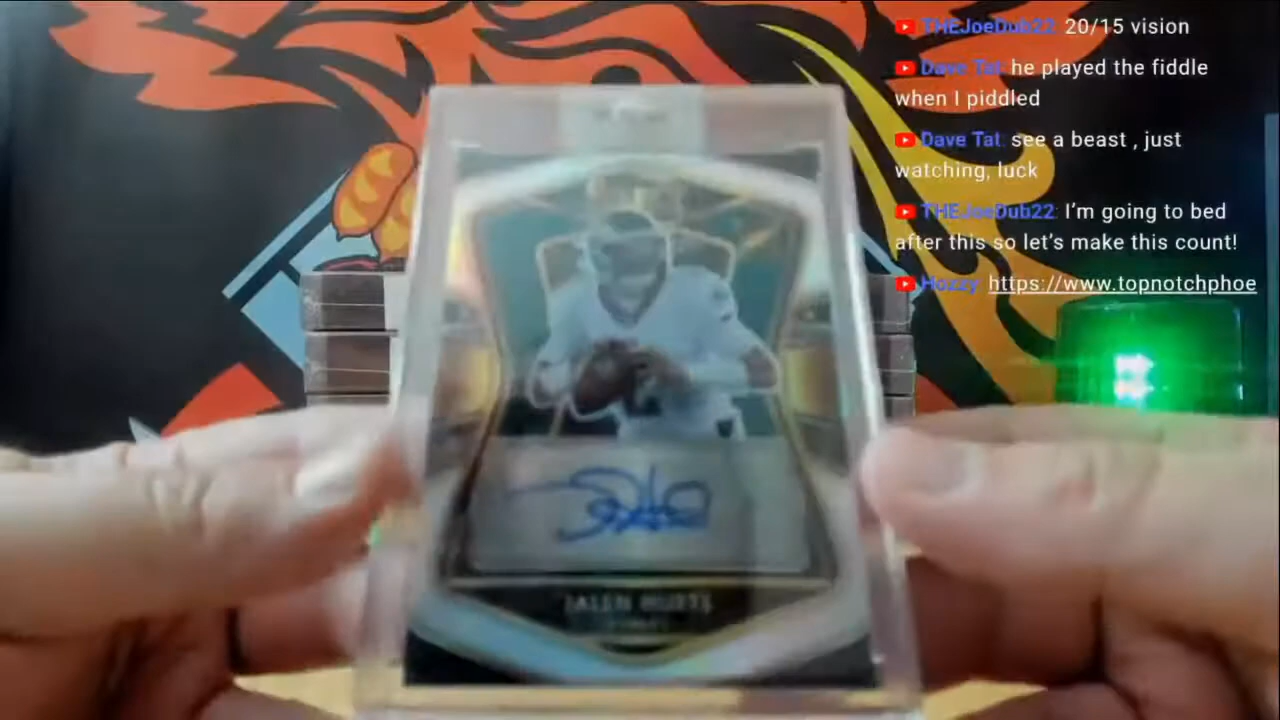 THEJoeDub22: 20/15 vision
Dave Tat: he played the fiddle
when I piddled
Dave Tat: see a beast , just
watching, luck
THEJoeDub22: I'm going to bed
after this so let's make this count!
Hozzy: https://www.topnotchphoe
JALEN HURTS